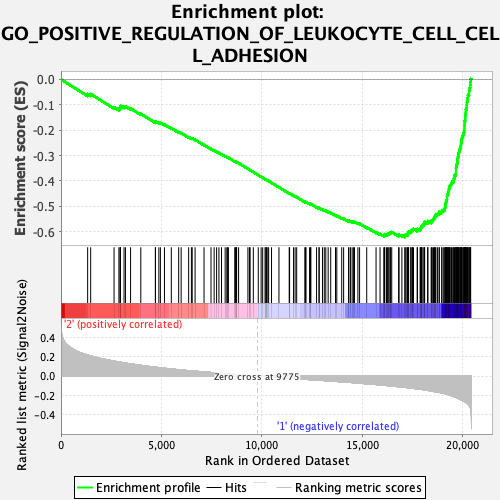 Enrichment plot:
GO_POSITIVE_REGULATION_OF_LEUKOCYTE_CELL_CEL
L_ADHESION
Enrichment score (ES)
0.0
-0.1
-0.2
-0.3
-0.4
-0.5
-0.6
'2' (positively correlated)
Ranked list metric (Signal2Noise)
0.4
0.2
0.0
-0.2
-0.4
Zero cross at 9775
'1' (negatively correlated)
0
5,000
10,000
15,000
20,000
Rank in Ordered Dataset
Enrichment profile
Hits
Ranking metric scores